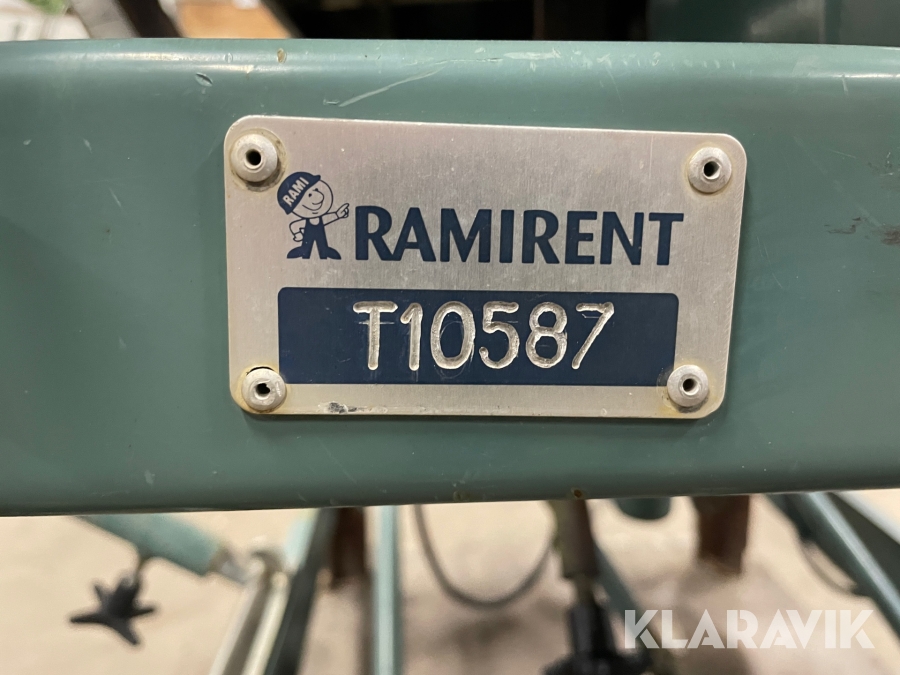 RAMI
RAMIRENT
T10587
KLARAVIK